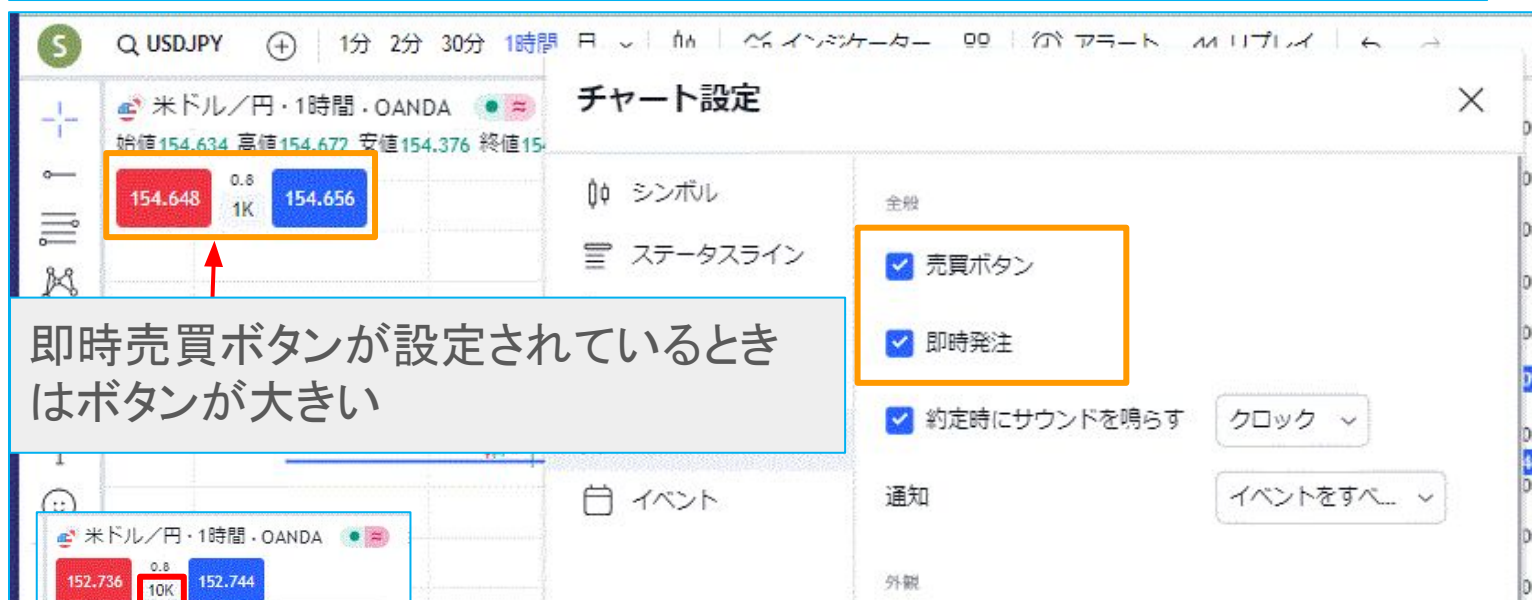 S
USDJPY
1分 2分 30分 1時間 日
インジケーター
アラート
リプレイ
米ドル／円・1時間・OANDA
始値154.634 高値154.672 安値154.376 終値15
154.648
0.8
1K
154.656
即時売買ボタンが設定されているとき
はボタンが大きい
米ドル／円・1時間・OANDA
152.736
0.8
10K
152.744
チャート設定
シンボル
ステータスライン
イベント
全般
売買ボタン
即時発注
約定時にサウンドを鳴らす
クロック
通知
イベントをすべ...
外観